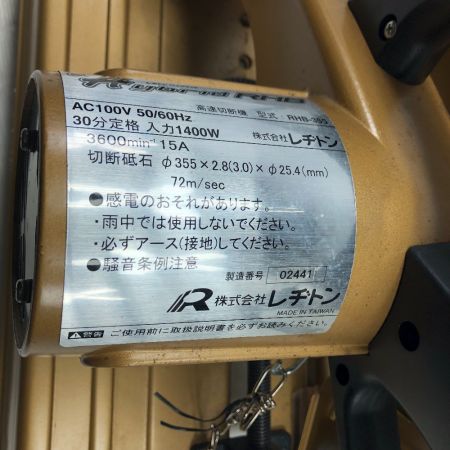 高速切断機 型式 RHB-355
AC100V 50/60Hz
30分定格 入力1400W
株式会社レヂトン
3600min⁻¹ 15A
切断砥石 φ355×2.8(3.0)×φ25.4(mm)
72m/sec
●感電のおそれがあります。
・雨中では使用しないでください。
・必ずアース(接地)してください。
●騒音条例注意
製造番号 02441
株式会社レヂトン
MADE IN TAIWAN
⚠警告 ご使用前に取扱説明書を必ずお読みください。